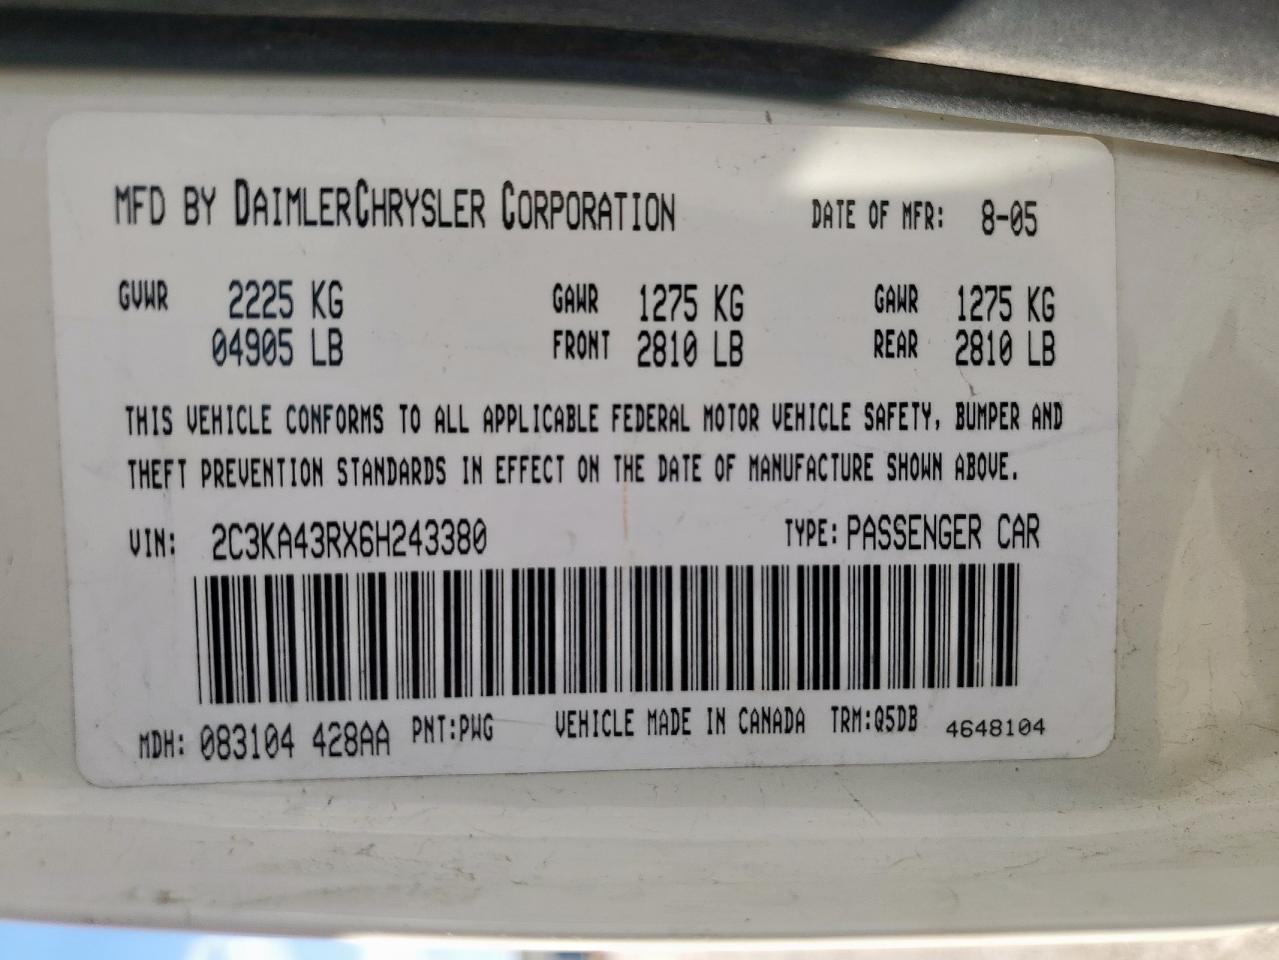 MFD BY DAIMLERCHRYSLER CORPORATION DATE OF MFR: 8-05
GVWR 2225 KG GAWR 1275 KG GAWR 1275 KG
04905 LB FRONT 2810 LB REAR 2810 LB
THIS VEHICLE CONFORMS TO ALL APPLICABLE FEDERAL MOTOR VEHICLE SAFETY, BUMPER AND
THEFT PREVENTION STANDARDS IN EFFECT ON THE DATE OF MANUFACTURE SHOWN ABOVE.
VIN: 2C3KA43RX6H243380 TYPE: PASSENGER CAR
MDH: 083104 428AA PNT:PWG VEHICLE MADE IN CANADA TRM:Q5DB 4648104